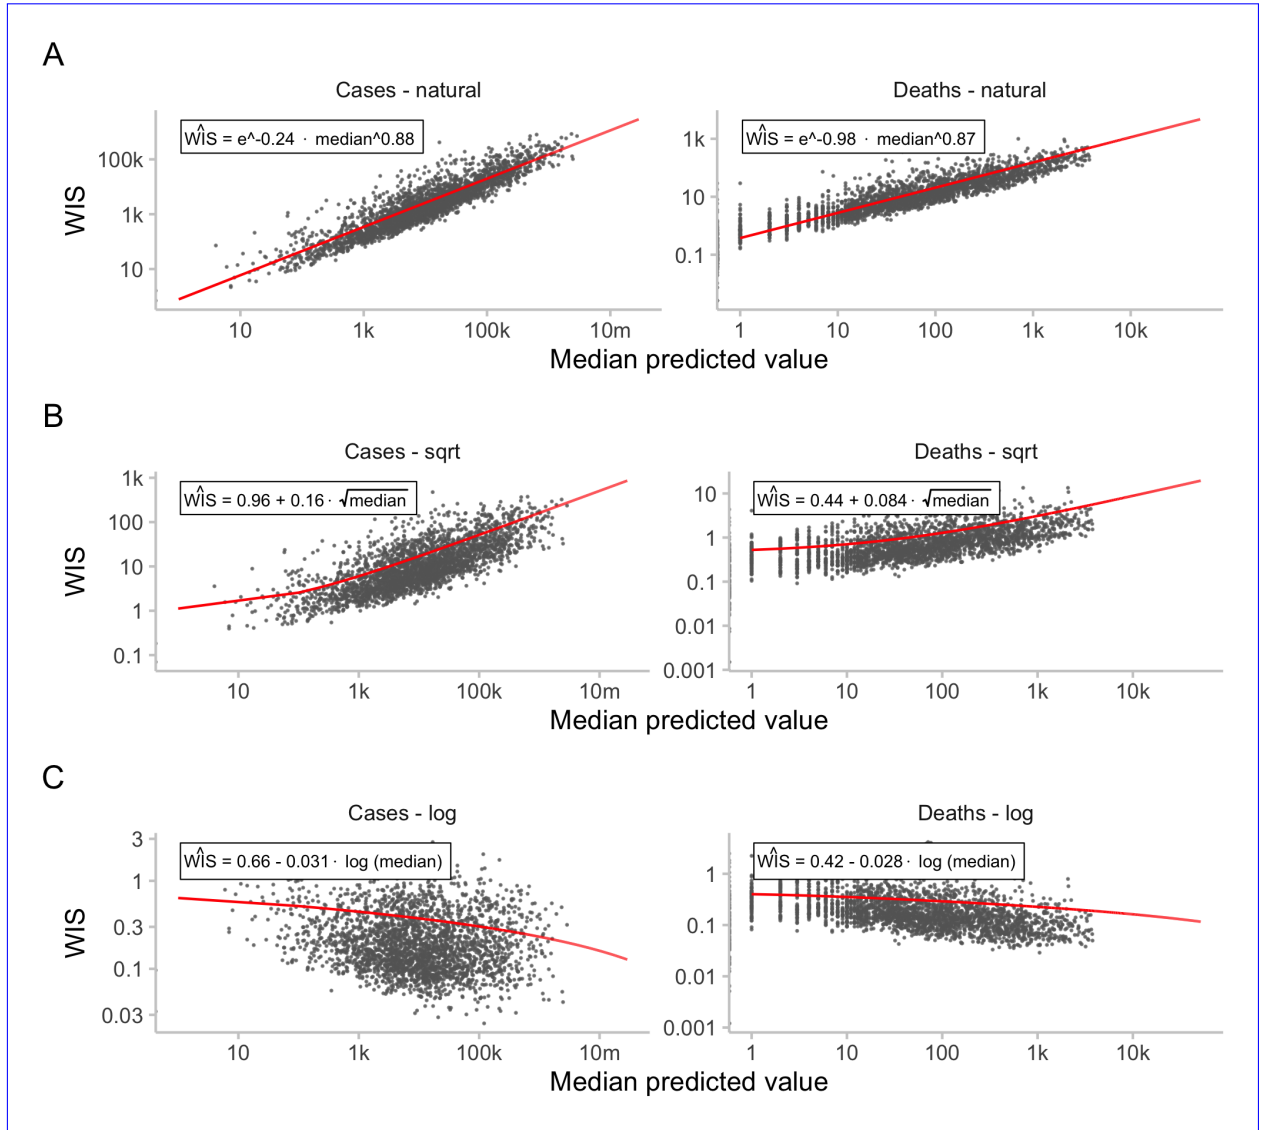 A
Cases - natural
Deaths - natural
ŴIS = e^-0.24 · median^0.88
ŴIS = e^-0.98 · median^0.87
WIS
100k
1k
10
1k
10
0.1
10 1k 100k 10m
1 10 100 1k 10k
Median predicted value
B
Cases - sqrt
Deaths - sqrt
ŴIS = 0.96 + 0.16 · √median
ŴIS = 0.44 + 0.084 · √median
WIS
1k
100
10
1
0.1
10
1
0.1
0.01
0.001
10 1k 100k 10m
1 10 100 1k 10k
Median predicted value
C
Cases - log
Deaths - log
ŴIS = 0.66 - 0.031 · log (median)
ŴIS = 0.42 - 0.028 · log (median)
WIS
3
1
0.3
0.1
0.03
1
0.1
0.01
0.001
10 1k 100k 10m
1 10 100 1k 10k
Median predicted value